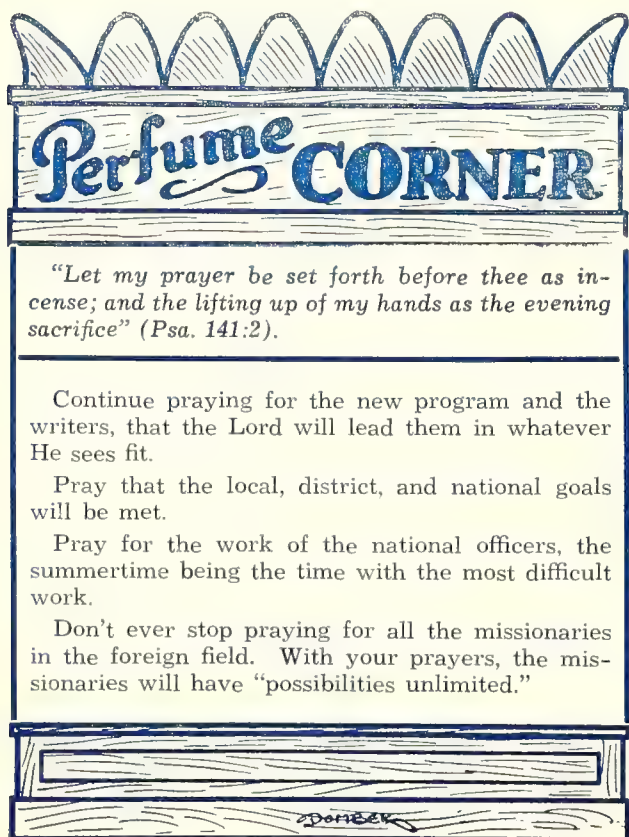 Perfume CORNER
"Let my prayer be set forth before thee as in-
cense; and the lifting up of my hands as the evening
sacrifice" (Psa. 141:2).
Continue praying for the new program and the
writers, that the Lord will lead them in whatever
He sees fit.
Pray that the local, district, and national goals
will be met.
Pray for the work of the national officers, the
summertime being the time with the most difficult
work.
Don't ever stop praying for all the missionaries
in the foreign field. With your prayers, the mis-
sionaries will have "possibilities unlimited."